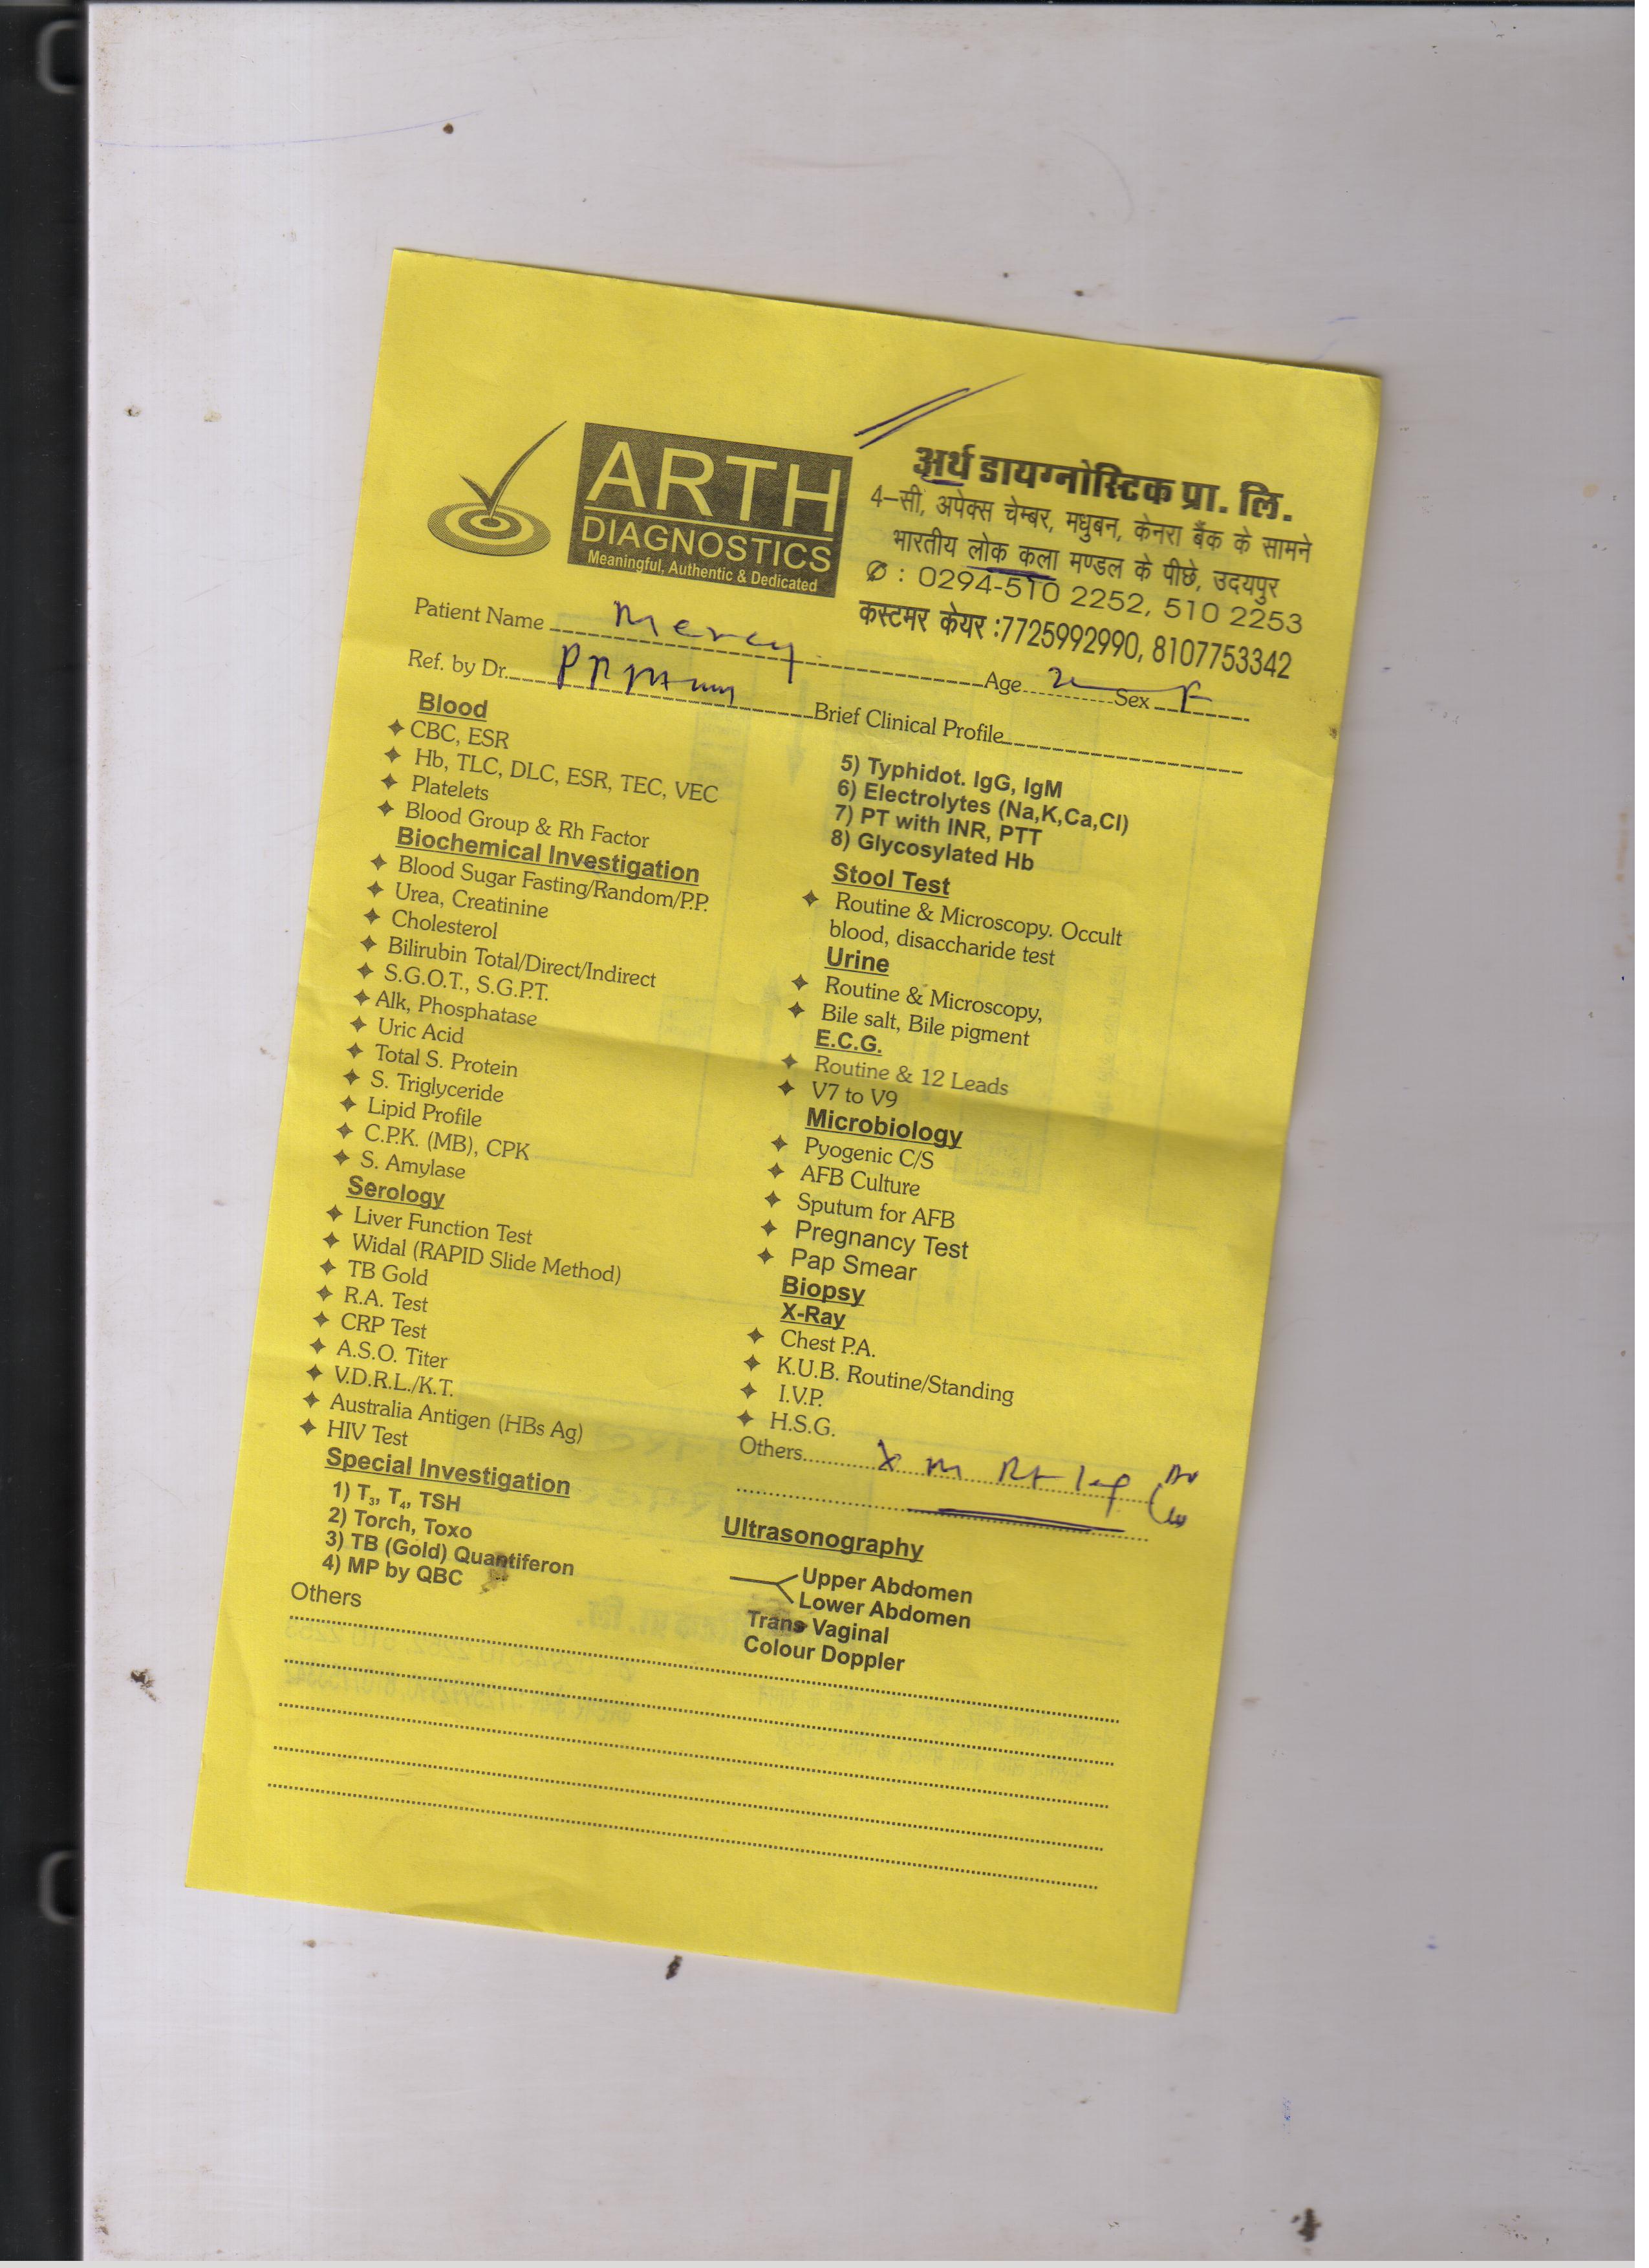 ARTH
DIAGNOSTICS
Meaningful, Authentic & Dedicated
अर्थ डायग्नोस्टिक प्रा. लि.
4–सी, अपेक्स चेम्बर, मधुबन, केनरा बैंक के सामने
भारतीय लोक कला मण्डल के पीछे, उदयपुर
0294-510 2252, 510 2253
कस्टमर केयर :7725992990, 8107753342
Patient Name Mercy
Age Sex F
Ref. by Dr.
Brief Clinical Profile
Blood
CBC, ESR
Hb, TLC, DLC, ESR, TEC, VEC
Platelets
Blood Group & Rh Factor
Biochemical Investigation
Blood Sugar Fasting/Random/P.P.
Urea, Creatinine
Cholesterol
Bilirubin Total/Direct/Indirect
S.G.O.T., S.G.P.T.
Alk, Phosphatase
Uric Acid
Total S. Protein
S. Triglyceride
Lipid Profile
C.P.K. (MB), CPK
S. Amylase
Serology
Liver Function Test
Widal (RAPID Slide Method)
TB Gold
R.A. Test
CRP Test
A.S.O. Titer
V.D.R.L./K.T.
Australia Antigen (HBs Ag)
HIV Test
Special Investigation
1) T3, T4, TSH
2) Torch, Toxo
3) TB (Gold) Quantiferon
4) MP by QBC
Others
5) Typhidot. IgG, IgM
6) Electrolytes (Na,K,Ca,Cl)
7) PT with INR, PTT
8) Glycosylated Hb
Stool Test
Routine & Microscopy. Occult
blood, disaccharide test
Urine
Routine & Microscopy,
Bile salt, Bile pigment
E.C.G.
Routine & 12 Leads
V7 to V9
Microbiology
Pyogenic C/S
AFB Culture
Sputum for AFB
Pregnancy Test
Pap Smear
Biopsy
X-Ray
Chest P.A.
K.U.B. Routine/Standing
I.V.P.
H.S.G.
Others
Ultrasonography
Upper Abdomen
Lower Abdomen
Trans Vaginal
Colour Doppler